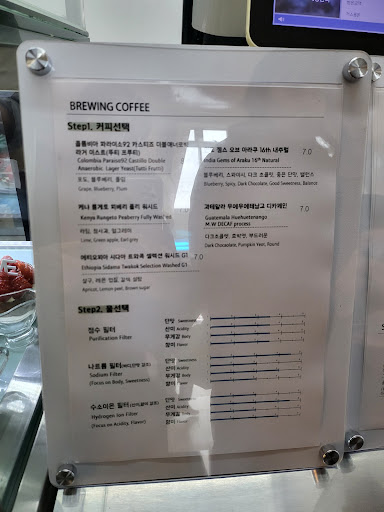 BREWING COFFEE
Step1. 커피선택
콜롬비아 파라이소92 카스티조 더블애너로빅
라거 이스트(투티 프루티)
Colombia Paraiso92 Castillo Double
Anaerobic. Lager Yeast(Tutti Frutti)
포도, 블루베리, 플럼
Grape, Blueberry, Plum
케냐 롱게토 피베리 풀리 워시드
Kenya Rungeto Peaberry Fully Washed
라임, 청사과, 얼그레이
Lime, Green apple, Earl grey
에티오피아 시다마 트와콕 셀렉션 워시드 G1 7.0
Ethiopia Sidamo Twakok Selection Washed G1
살구, 레몬 껍질, 갈색 설탕
Apricot, Lemon peel, Brown sugar
젬스 오브 아라쿠 16th 내추럴 7.0
India Gems of Araku 16th Natural
블루베리, 스파이시, 다크 초콜릿, 좋은 단맛, 밸런스
Blueberry, Spicy, Dark Chocolate, Good Sweetness, Balance
과테말라 우에우에테낭고 디카페인 7.0
Guatemala Huehuetenango
M.W DECAF process
다크초콜릿, 호박엿, 부드러운
Dark Chocolate, Pumpkin Yeot, Round
Step2. 물선택
정수 필터
Purification Filter
단맛 Sweetness
산미 Acidity
무게감 Body
향미 Flavor
나트륨 필터
Sodium Filter
(Focus on Body, Sweetness)
단맛 Sweetness
산미 Acidity
무게감 Body
향미 Flavor
수소이온 필터
Hydrogen Ion Filter
(Focus on Acidity, Flavor)
단맛 Sweetness
산미 Acidity
무게감 Body
향미 Flavor